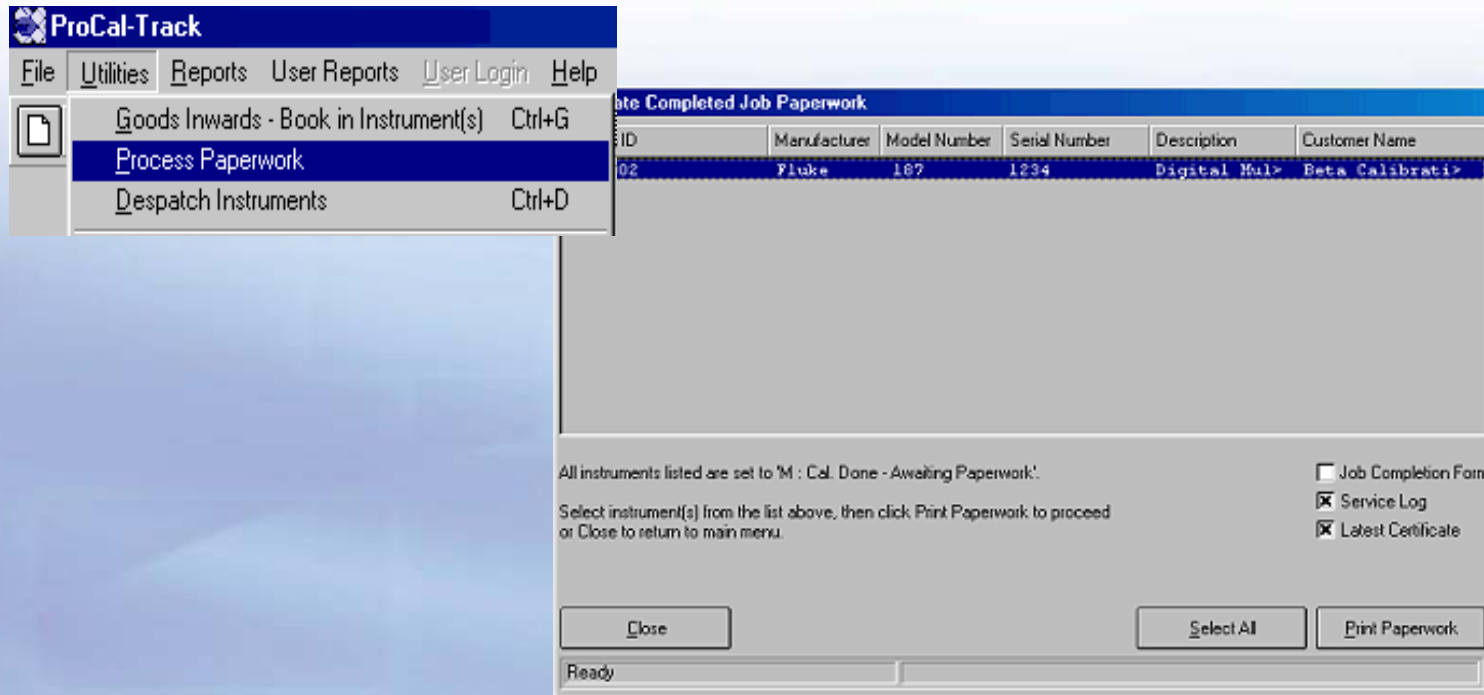 ProCal-Track
File Utilities Reports User Reports User Login Help
Goods Inwards - Book in Instrument(s) Ctrl+G
Process Paperwork
Despatch Instruments Ctrl+D
Completed Job Paperwork
ID Manufacturer Model Number Serial Number Description Customer Name
02 Fluke 187 1234 Digital Mul> Beta Calibrati>
All instruments listed are set to 'M : Cal. Done - Awaiting Paperwork'.
Select instrument(s) from the list above, then click Print Paperwork to proceed
or Close to return to main menu.
Job Completion Form
Service Log
Latest Certificate
Close Select All Print Paperwork
Ready